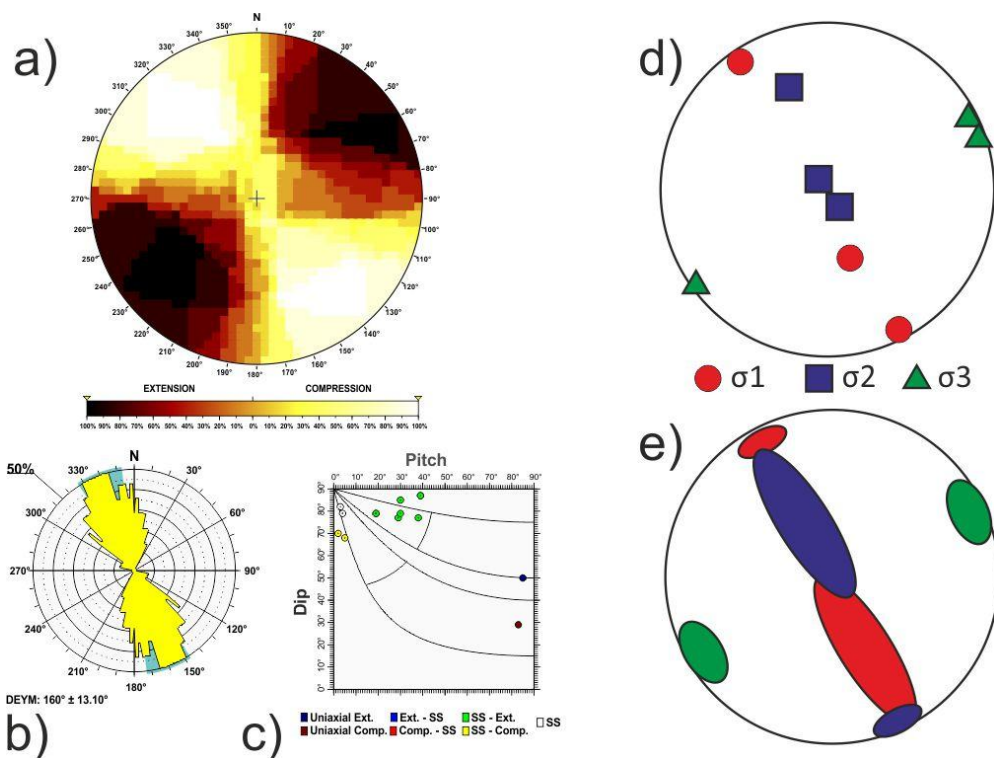 a)
N
350° 10°
340° 20°
330° 30°
40°
310°
300° 60°
290° 70°
280° 80°
270° 90°
260° 100°
250° 110°
240° 120°
230°
220° 140°
210° 150°
200° 160°
190° 180° 170°
EXTENSION COMPRESSION
100% 90% 80% 70% 60% 50% 40% 30% 20% 10% 0% 10% 20% 30% 40% 50% 60% 70% 80% 90% 100%
b)
50%
N
330° 30°
300° 60°
270° 90°
240° 120°
210° 150°
180°
DEYM: 160° ± 13.10°
c)
Pitch
0° 10° 20° 30° 40° 50° 60° 70° 80° 90°
90°
80°
70°
60°
50°
40°
30°
20°
10°
0°
Dip
Uniaxial Ext. Ext. - SS SS - Ext. SS
Uniaxial Comp. Comp. - SS SS - Comp.
d)
σ1 σ2 σ3
e)